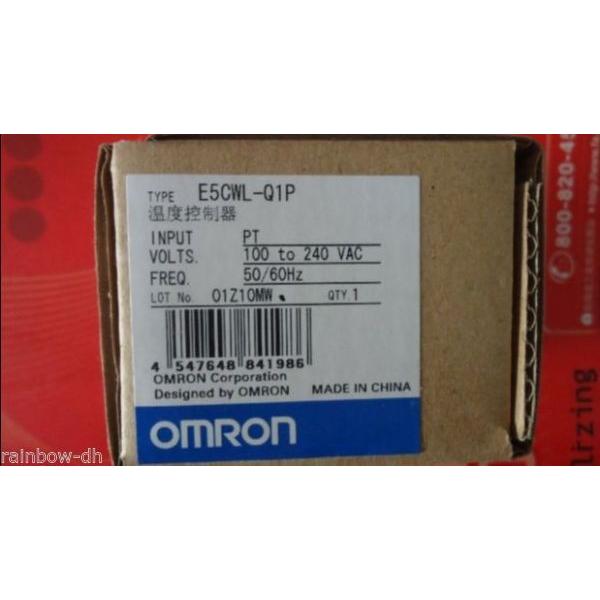 TYPE E5CWL-Q1P
温度控制器
INPUT PT
VOLTS. 100 to 240 VAC
FREQ. 50/60Hz
LOT No. 01Z10MW QTY.1
4 547648 841986
OMRON Corporation
Designed by OMRON MADE IN CHINA
OMRON
rainbow-dh
800-820-45